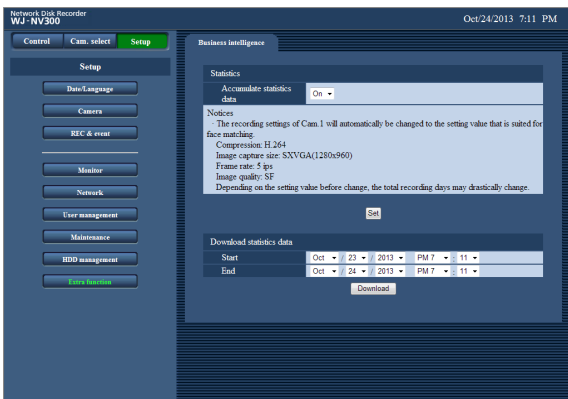 Network Disk Recorder
WJ-NV300
Oct/24/2013 7:11 PM
Control Cam. select Setup
Setup
Date/Language
Camera
REC & event
Monitor
Network
User management
Maintenance
HDD management
Extra function
Business intelligence
Statistics
Accumulate statistics
data
On
Notices
- The recording settings of Cam.1 will automatically be changed to the setting value that is suited for
face matching.
Compression: H.264
Image capture size: SXVGA(1280x960)
Frame rate: 5 ips
Image quality: SF
Depending on the setting value before change, the total recording days may drastically change.
Set
Download statistics data
Start Oct / 23 / 2013 PM 7 : 11
End Oct / 24 / 2013 PM 7 : 11
Download